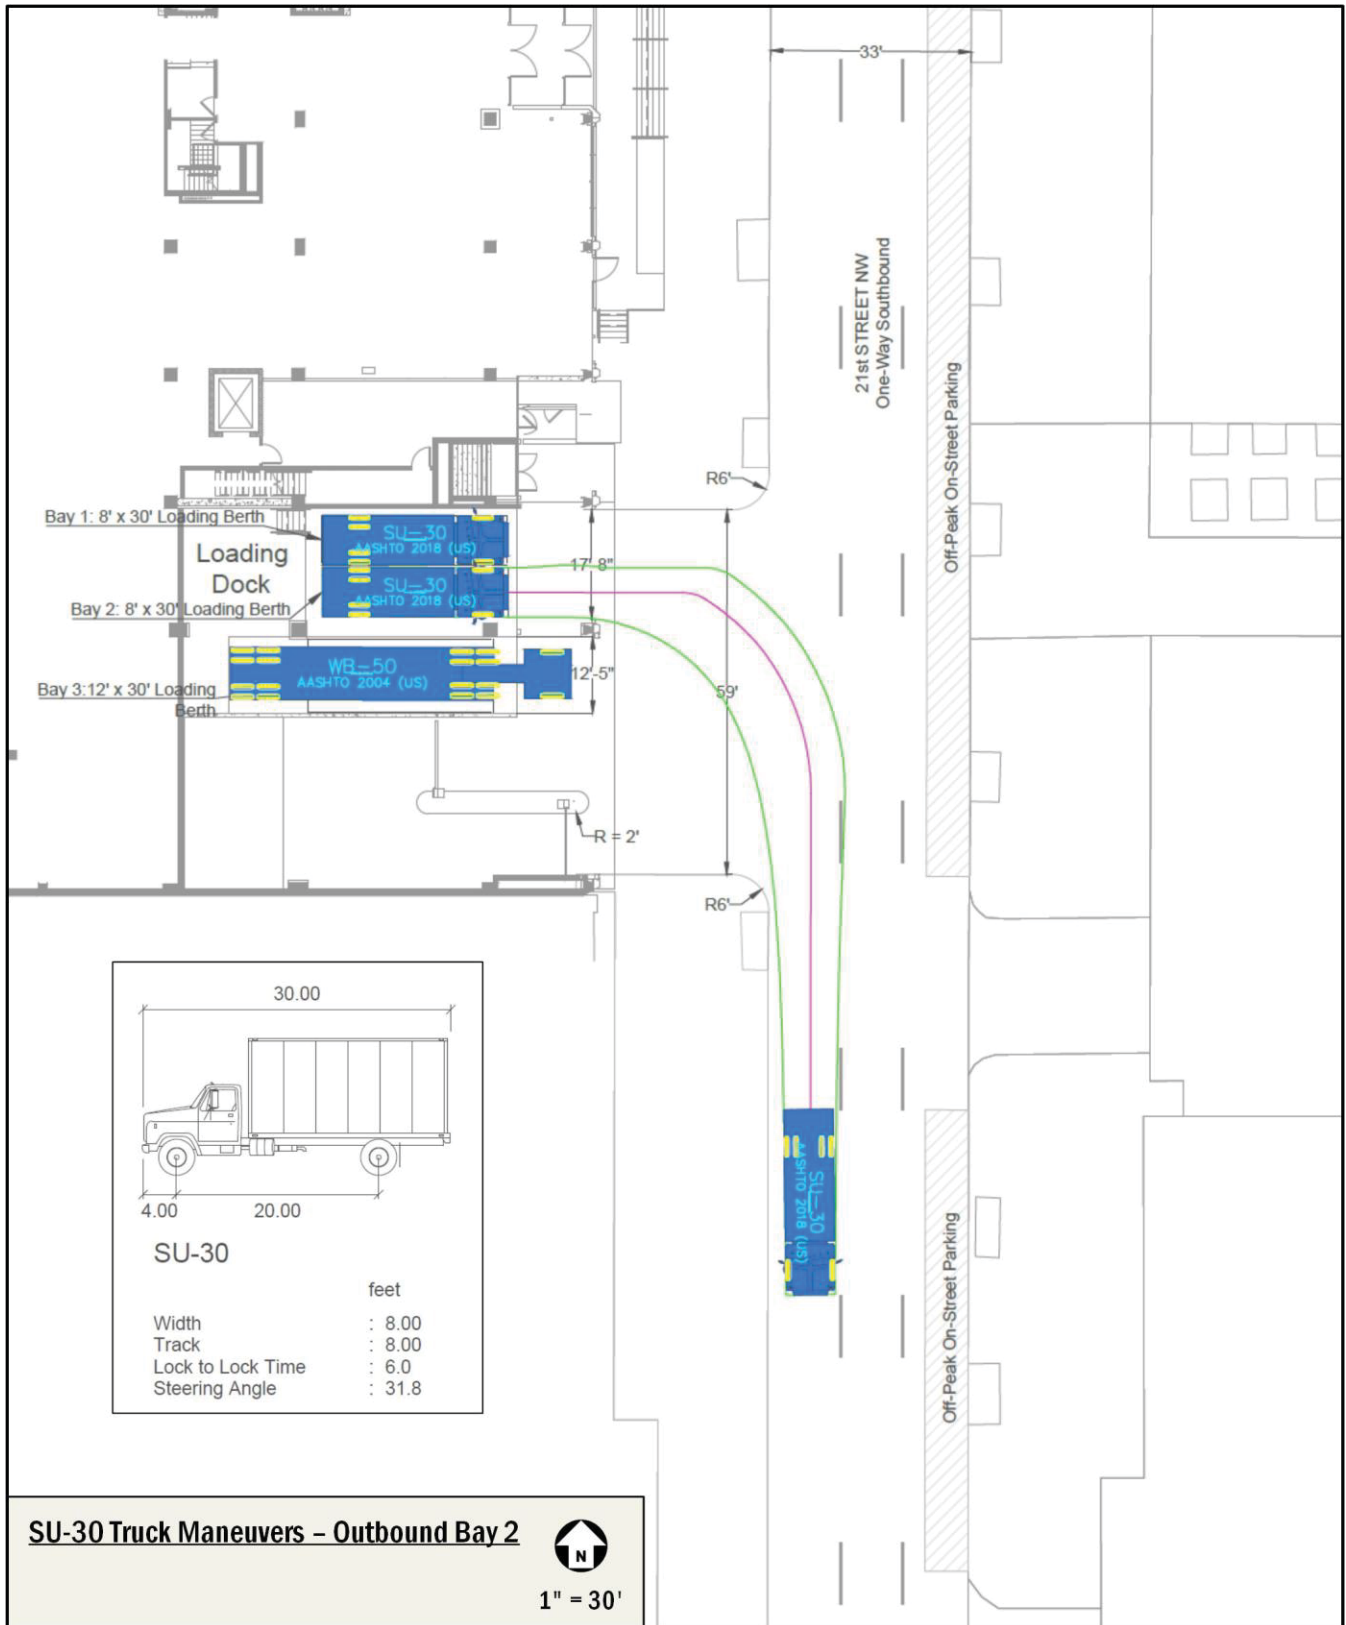 33'
21st STREET NW
One-Way Southbound
Off-Peak On-Street Parking
R6'
Bay 1: 8' x 30' Loading Berth
SU-30
AASHTO 2018 (US)
17'-8"
Loading
Dock
SU-30
AASHTO 2018 (US)
Bay 2: 8' x 30' Loading Berth
WB-50
AASHTO 2004 (US)
12'-5"
59'
Bay 3:12' x 30' Loading
Berth
R = 2'
R6'
30.00
4.00
20.00
SU-30
feet
Width : 8.00
Track : 8.00
Lock to Lock Time : 6.0
Steering Angle : 31.8
SU-30
AASHTO 2018 (US)
Off-Peak On-Street Parking
SU-30 Truck Maneuvers – Outbound Bay 2
N
1" = 30'